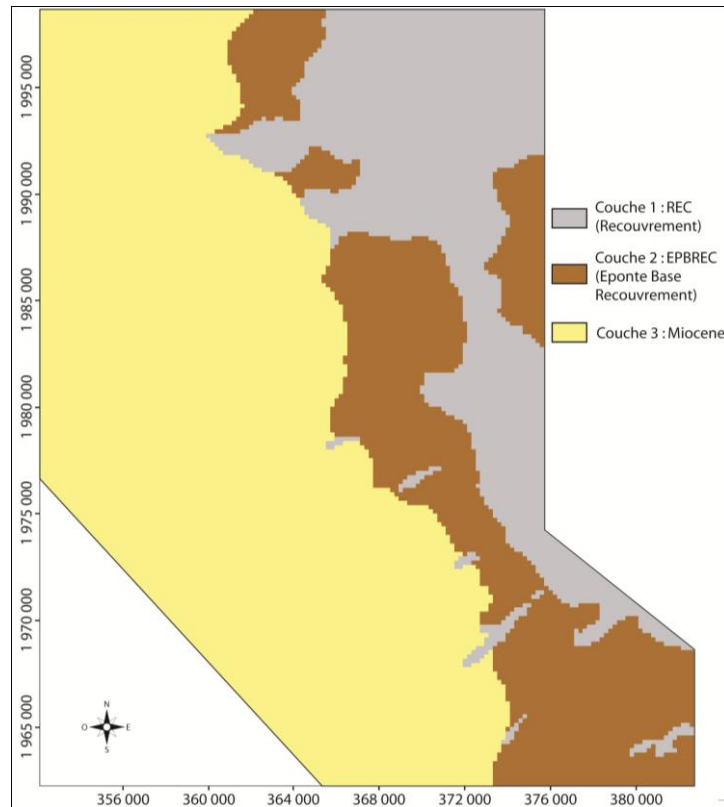 1 995 000
1 990 000
1 985 000
1 980 000
1 975 000
1 970 000
1 965 000
Couche 1 : REC
(Recouvrement)
Couche 2 : EPBREC
(Eponte Base
Recouvrement)
Couche 3 : Miocene
N
O
E
S
356 000
360 000
364 000
368 000
372 000
376 000
380 000